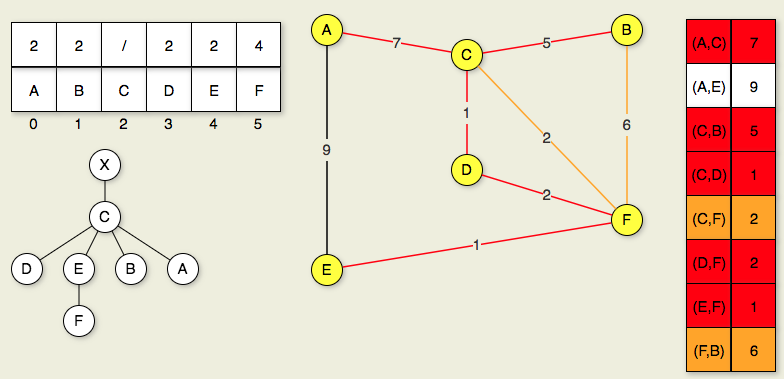 2 2 / 2 2 4
A B C D E F
0 1 2 3 4 5
X
C
D E B A
F
A
B
C
D
E
F
7
5
1
9
2
6
2
1
(A,C) 7
(A,E) 9
(C,B) 5
(C,D) 1
(C,F) 2
(D,F) 2
(E,F) 1
(F,B) 6